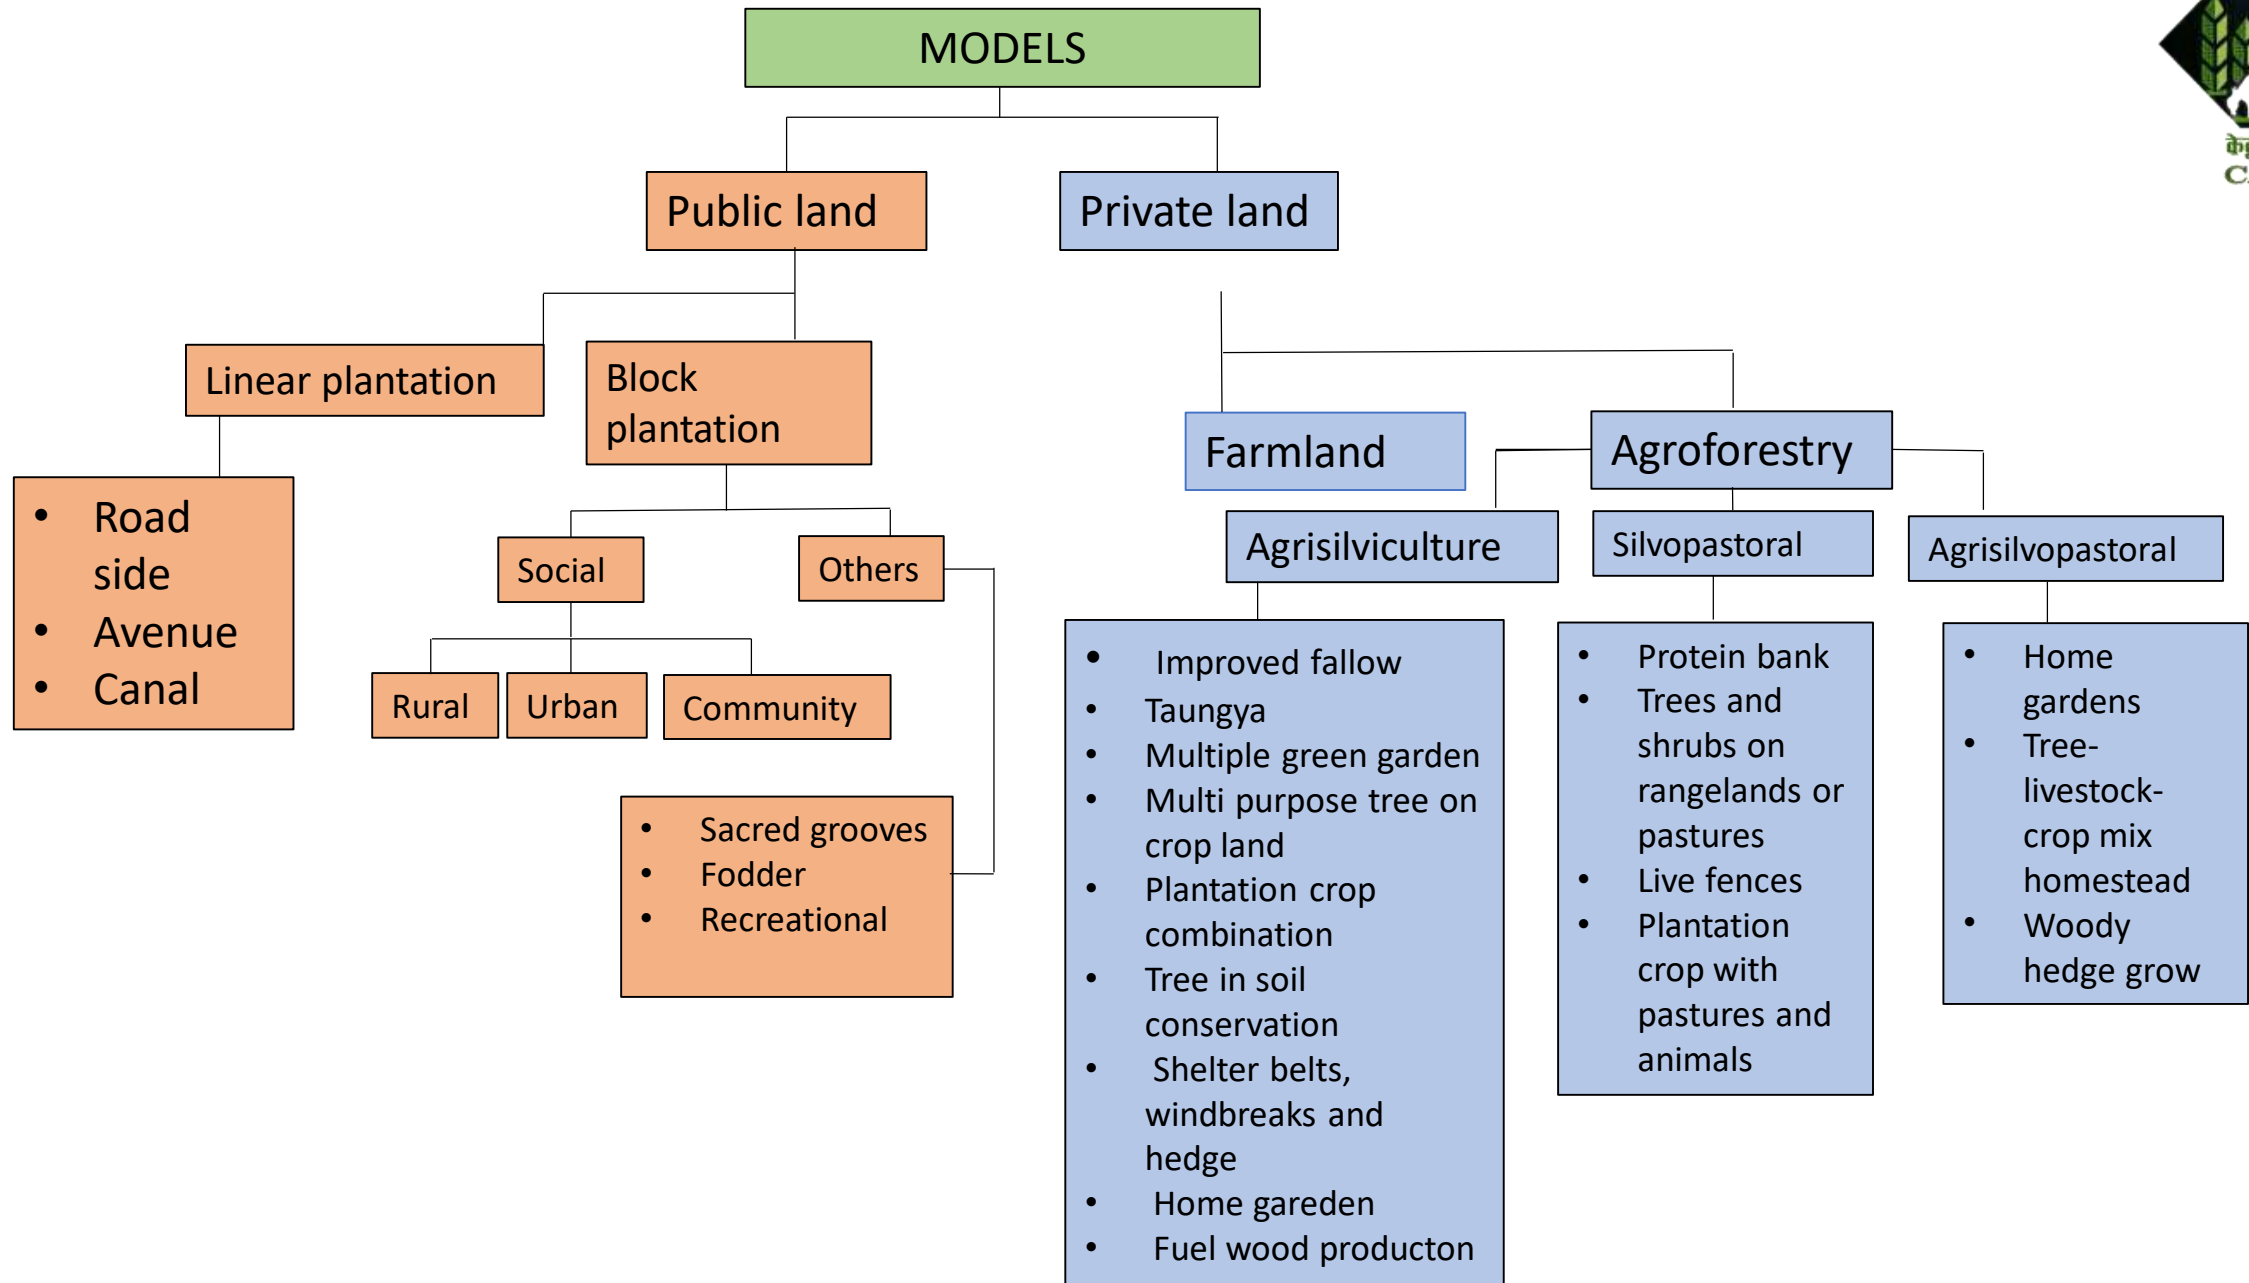 MODELS
Public land
Private land
Linear plantation
Block
plantation
Farmland
Agroforestry
• Road
side
• Avenue
• Canal
Social
Others
Agrisilviculture
Silvopastoral
Agrisilvopastoral
Rural
Urban
Community
• Sacred grooves
• Fodder
• Recreational
• Improved fallow
• Taungya
• Multiple green garden
• Multi purpose tree on
crop land
• Plantation crop
combination
• Tree in soil
conservation
• Shelter belts,
windbreaks and
hedge
• Home gareden
• Fuel wood producton
• Protein bank
• Trees and
shrubs on
rangelands or
pastures
• Live fences
• Plantation
crop with
pastures and
animals
• Home
gardens
• Tree-
livestock-
crop mix
homestead
• Woody
hedge grow